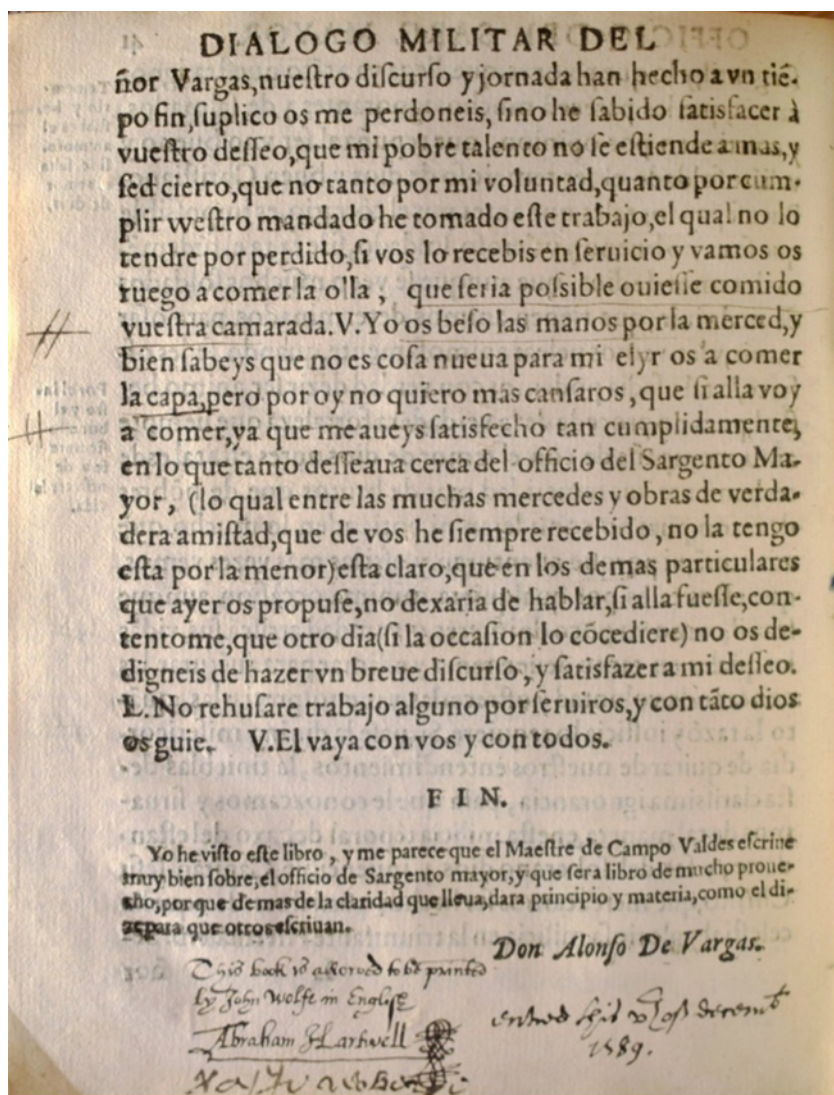 DIALOGO MILITAR DEL
ñor Vargas,nueſtro diſcurſo y jornada han hecho a vn tiē-
po fin,ſuplico os me perdoneis, ſino he ſabido ſatisfacer à
vueſtro deſſeo,que mi pobre talento no ſe eſtiende a mas,y
ſed cierto,que no tanto por mi voluntad,quanto por cum-
plir vveſtro mandado he tomado eſte trabajo,el qual no lo
tendre por perdido,ſi vos lo recebis en ſeruicio y vamos os
ruego a comer la olla , que ſeria poſsible ouieſſe comido
vueſtra camarada.V.Yo os beſo las manos por la merced,y
bien ſabeys que no es coſa nueua para mi el yr os a comer
la capa,pero por oy no quiero mas canſaros,que ſi alla voy
a comer,ya que me aueys ſatisfecho tan cumplidamente,
en lo que tanto deſſeaua cerca del officio del Sargento Ma-
yor, (lo qual entre las muchas mercedes y obras de verda-
dera amiſtad,que de vos he ſiempre recebido,no la tengo
eſta por la menor)eſta claro,que en los demas particulares
que ayer os propuſe,no dexaria de hablar,ſi alla fueſſe,con-
tentome,que otro dia(ſi la occaſion lo cōcediere) no os de-
digneis de hazer vn breue diſcurſo, y ſatisfazer a mi deſſeo.
L.No rehuſare trabajo alguno por ſeruiros,y con tāto dios
os guie. V.El vaya con vos y con todos.
FIN.
Yo he viſto eſte libro , y me parece que el Maeſtre de Campo Valdes eſcriue
muy bien ſobre,el officio de Sargento mayor,y que ſera libro de mucho proue-
cho,porque de mas de la claridad que lleua,dara principio y materia,como el di-
ze para que otros eſcriuan.
Don Alonſo De Vargas.
This book is allowed to be printed
by John Wolfe in Englishe
Abraham Hartwell
entred decemb
1589.